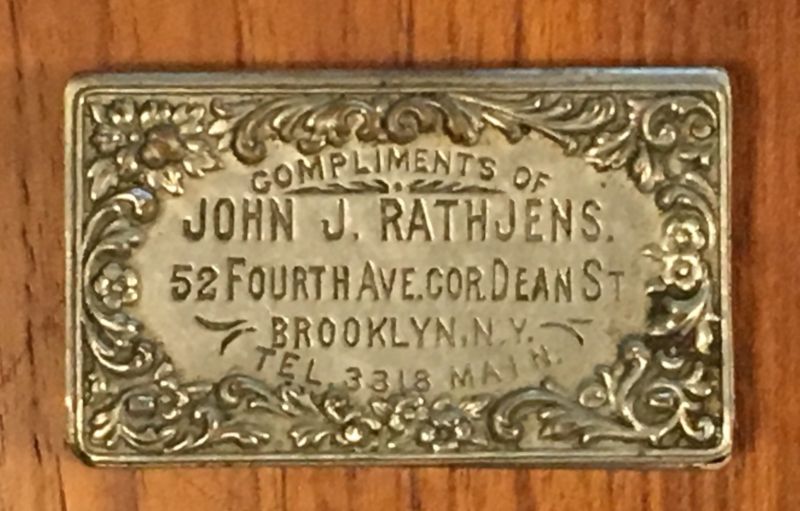 COMPLIMENTS OF
JOHN J. RATHJENS.
52 FOURTH AVE. COR. DEAN ST
BROOKLYN, N.Y.
TEL. 3318 MAIN.